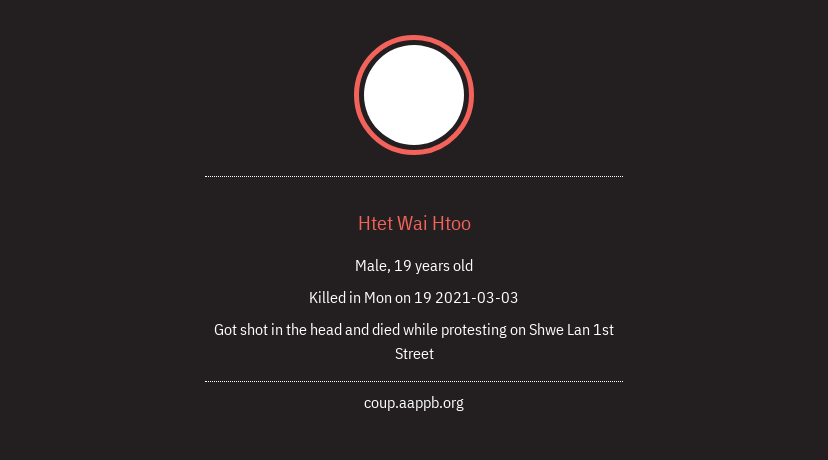 Htet Wai Htoo
Male, 19 years old
Killed in Mon on 19 2021-03-03
Got shot in the head and died while protesting on Shwe Lan 1st
Street
coup.aappb.org